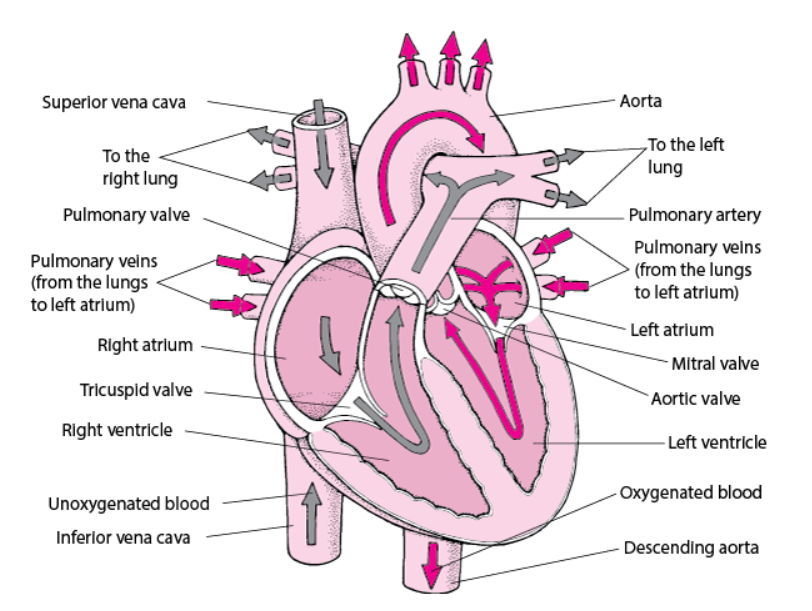 Superior vena cava
To the
right lung
Pulmonary valve
Pulmonary veins
(from the lungs
to left atrium)
Right atrium
Tricuspid valve
Right ventricle
Unoxygenated blood
Inferior vena cava
Aorta
To the left
lung
Pulmonary artery
Pulmonary veins
(from the lungs
to left atrium)
Left atrium
Mitral valve
Aortic valve
Left ventricle
Oxygenated blood
Descending aorta